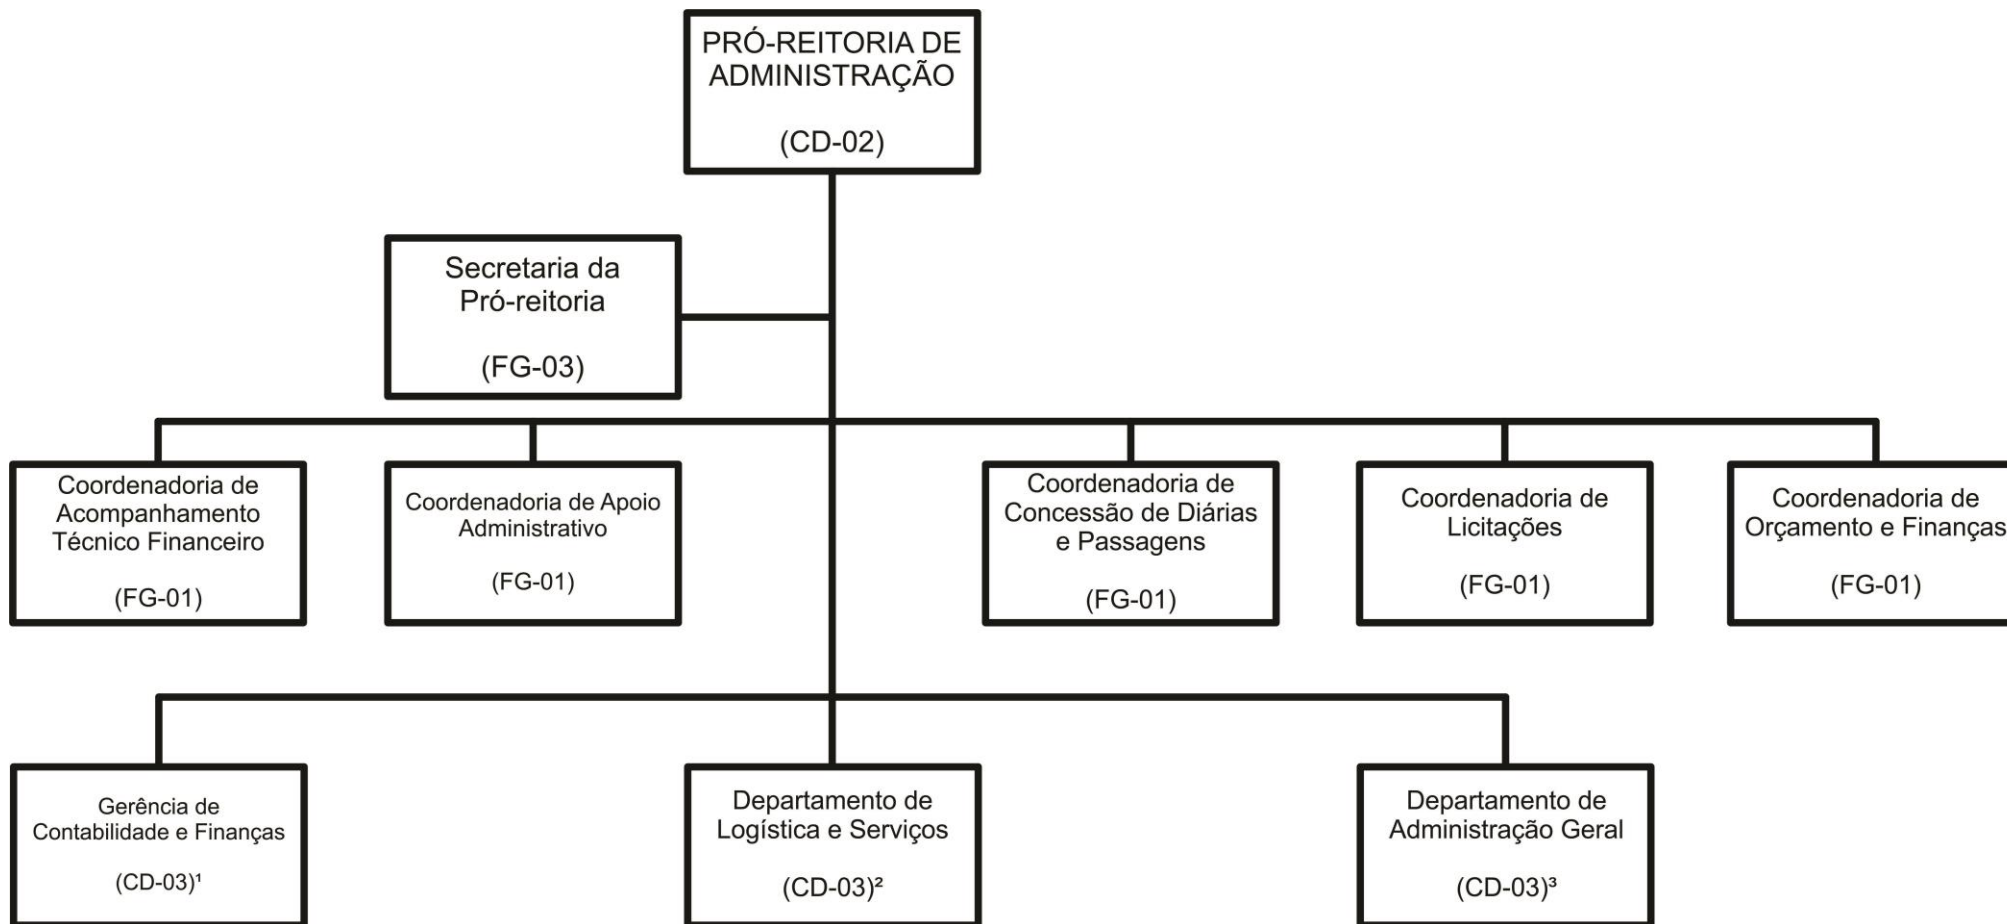 PRÓ-REITORIA DE
ADMINISTRAÇÃO
(CD-02)
Secretaria da
Pró-reitoria
(FG-03)
Coordenadoria de
Acompanhamento
Técnico Financeiro
(FG-01)
Coordenadoria de Apoio
Administrativo
(FG-01)
Coordenadoria de
Concessão de Diárias
e Passagens
(FG-01)
Coordenadoria de
Licitações
(FG-01)
Coordenadoria de
Orçamento e Finanças
(FG-01)
Gerência de
Contabilidade e Finanças
(CD-03)¹
Departamento de
Logística e Serviços
(CD-03)²
Departamento de
Administração Geral
(CD-03)³